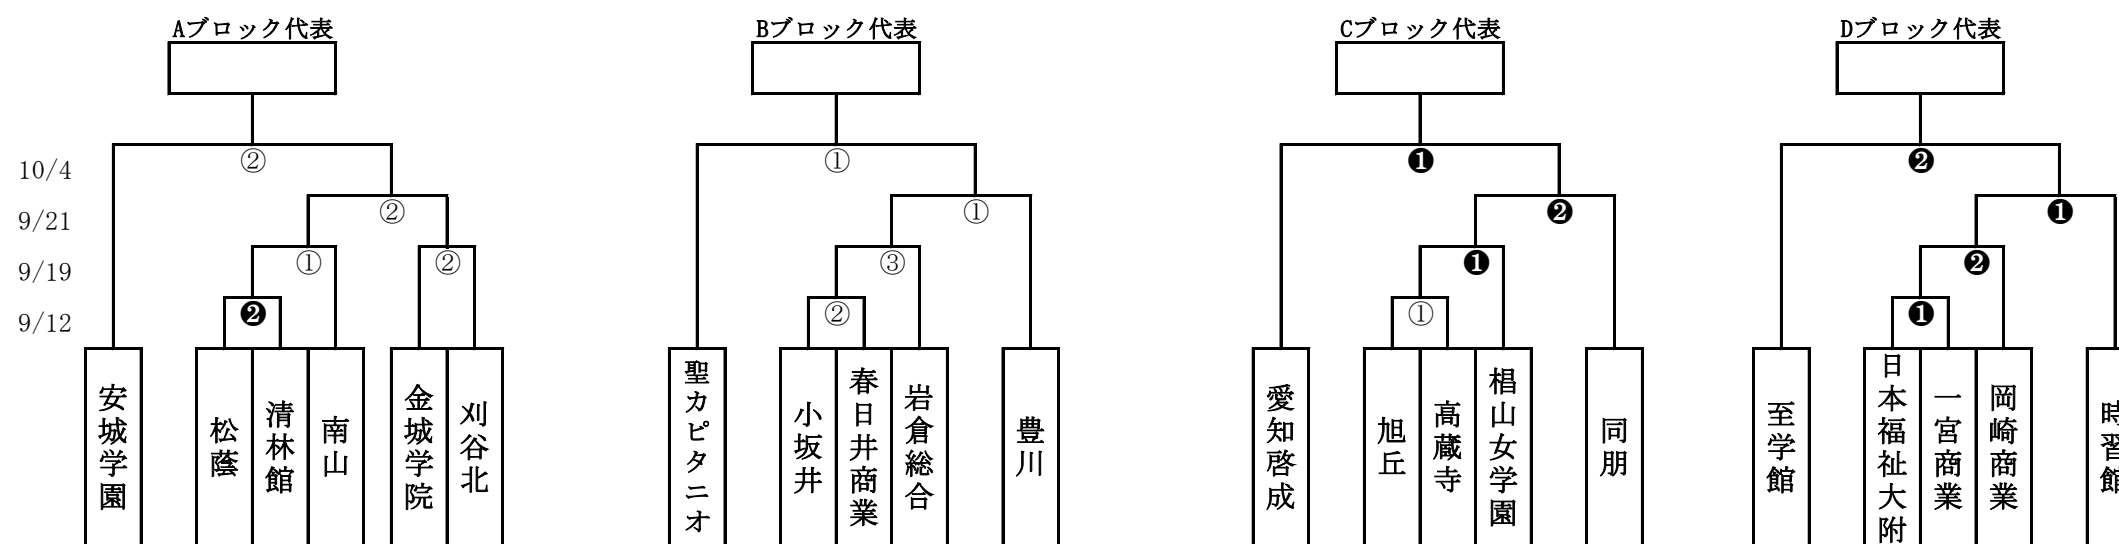 Aブロック代表
Bブロック代表
Cブロック代表
Dブロック代表
10/4
②
①
❶
❷
9/21
②
①
❷
❶
9/19
①
②
③
❶
❷
9/12
❷
②
①
❶
安城学園
松蔭
清林館
南山
金城学院
刈谷北
聖カピタニオ
小坂井
春日井商業
岩倉総合
豊川
愛知啓成
旭丘
高蔵寺
椙山女学園
同朋
至学館
日本福祉大附
一宮商業
岡崎商業
時習館